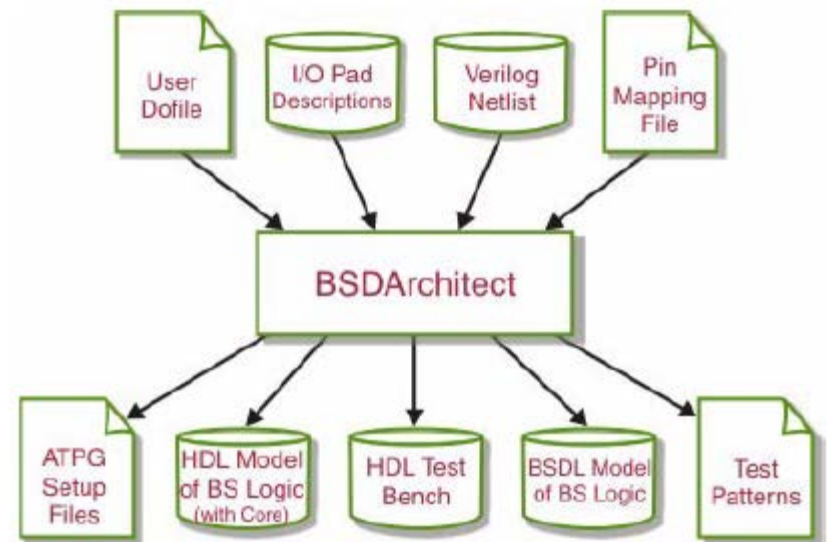 User
Dofile
I/O Pad
Descriptions
Verilog
Netlist
Pin
Mapping
File
BSDArchitect
ATPG
Setup
Files
HDL Model
of BS Logic
(with Core)
HDL Test
Bench
BSDL Model
of BS Logic
Test
Patterns